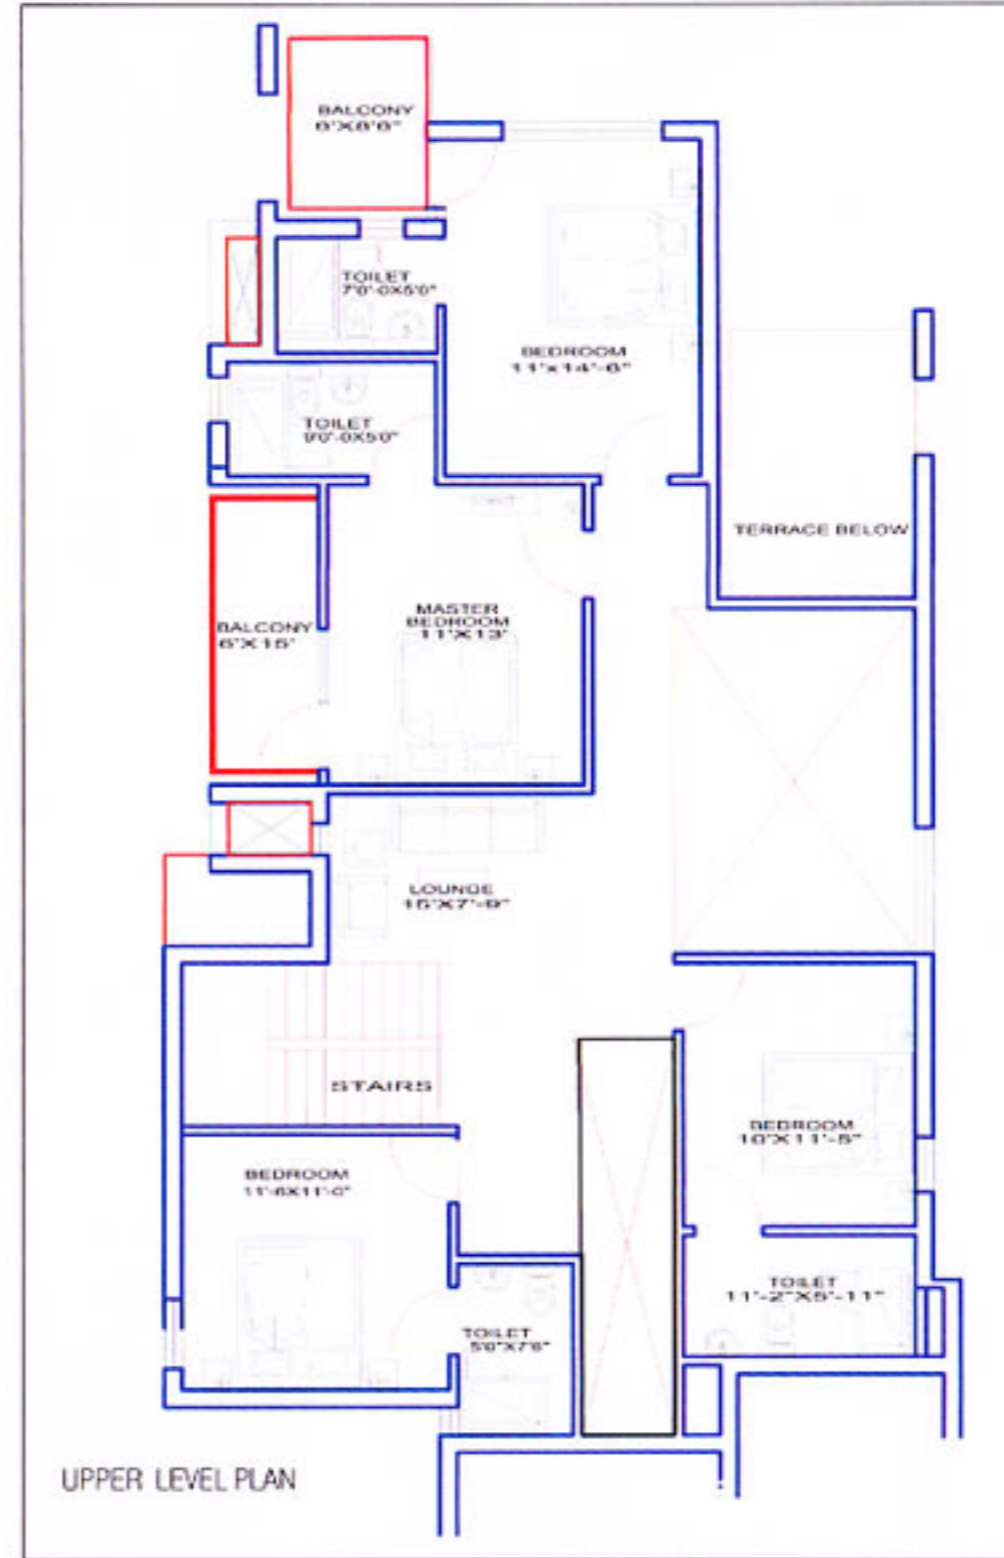 BALCONY
6'X8'6"
TOILET
7'0'-0X5'0"
BEDROOM
11'x14'-6"
TOILET
9'0'-0X5'0"
TERRACE BELOW
MASTER
BEDROOM
11'X13'
BALCONY
6'X15'
LOUNGE
15'X7'-9"
STAIRS
BEDROOM
10'X11'-5"
BEDROOM
11'-6X11'-0"
TOILET
11'-2"X5'-11"
TOILET
5'0"X7'6"
UPPER LEVEL PLAN